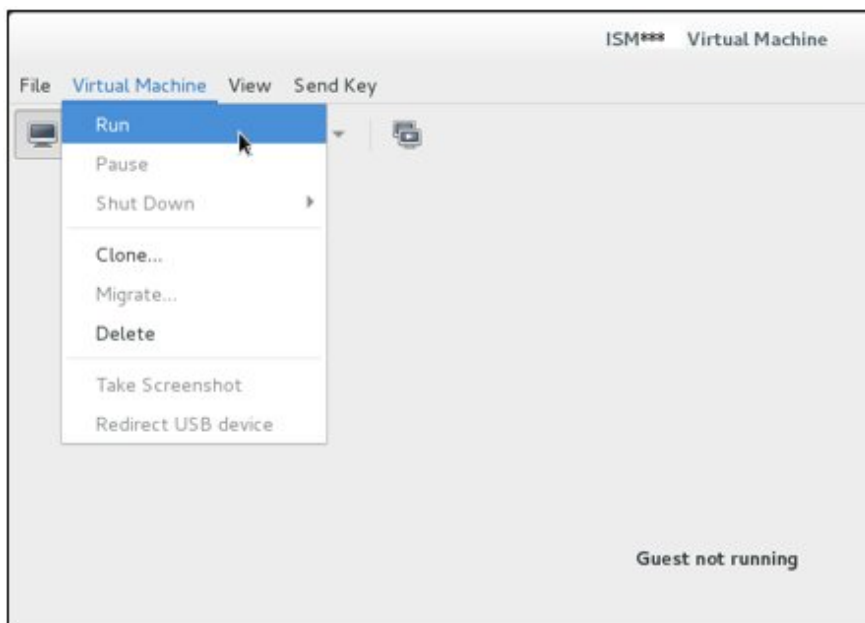 ISM*** Virtual Machine
File Virtual Machine View Send Key
Run
Pause
Shut Down
Clone...
Migrate...
Delete
Take Screenshot
Redirect USB device
Guest not running